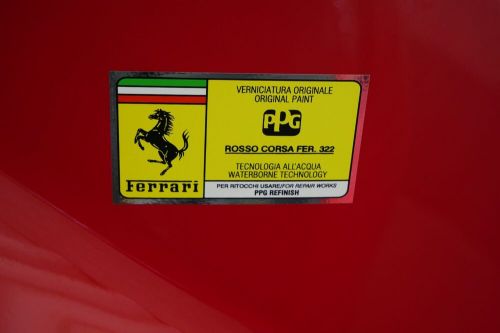 VERNICIATURA ORIGINALE
ORIGINAL PAINT
PPG
ROSSO CORSA FER. 322
TECNOLOGIA ALL'ACQUA
WATERBORNE TECHNOLOGY
Ferrari
PER RITOCCHI USARE/FOR REPAIR WORKS
PPG REFINISH